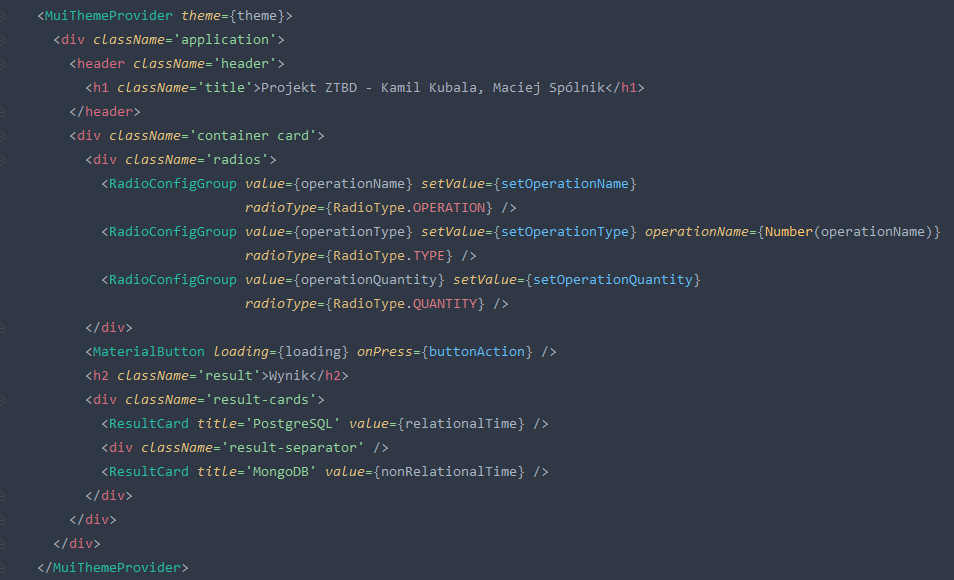 <MuiThemeProvider theme={theme}>
<div className='application'>
<header className='header'>
<h1 className='title'>Projekt ZTBD - Kamil Kubala, Maciej Spólnik</h1>
</header>
<div className='container card'>
<div className='radios'>
<RadioConfigGroup value={operationName} setValue={setOperationName}
radioType={RadioType.OPERATION} />
<RadioConfigGroup value={operationType} setValue={setOperationType} operationName={Number(operationName)}
radioType={RadioType.TYPE} />
<RadioConfigGroup value={operationQuantity} setValue={setOperationQuantity}
radioType={RadioType.QUANTITY} />
</div>
<MaterialButton loading={loading} onPress={buttonAction} />
<h2 className='result'>Wynik</h2>
<div className='result-cards'>
<ResultCard title='PostgreSQL' value={relationalTime} />
<div className='result-separator' />
<ResultCard title='MongoDB' value={nonRelationalTime} />
</div>
</div>
</div>
</MuiThemeProvider>